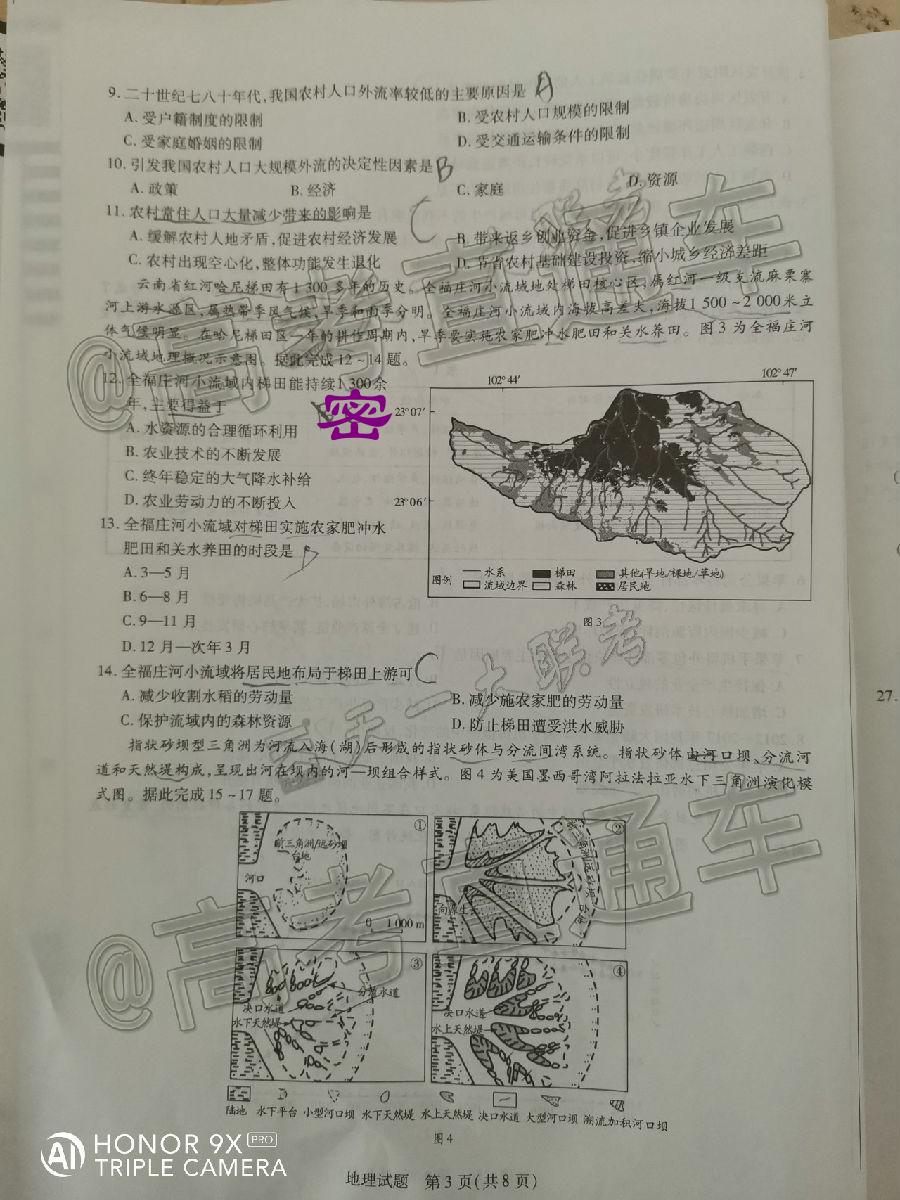 9.二十世纪七八十年代,我国农村人口外流率较低的主要原因是 A
A.受户籍制度的限制 B.受农村人口规模的限制
C.受家庭婚姻的限制 D.受交通运输条件的限制
10.引发我国农村人口大规模外流的决定性因素是 B
A.政策 B.经济 C.家庭 D.资源
11.农村常住人口大量减少带来的影响是 C
A.缓解农村人地矛盾,促进农村经济发展 B.带来返乡创业资金,促进乡镇企业发展
C.农村出现空心化,整体功能发生退化 D.节省农村基础建设投资,缩小城乡经济差距
云南省红河哈尼梯田有1 300多年的历史。全福庄河小流域地处梯田核心区,属红河一级支流麻栗寨
河上游水源区,属热带季风气候,旱季和雨季分明。全福庄河小流域内海拔高差大,海拔1 500~2 000米立
体气候明显。在哈尼梯田区一年的耕作周期内,旱季要实施农家肥冲水肥田和关水养田。图3为全福庄河
小流域地理概况示意图。据此完成12~14题。
12.全福庄河小流域内梯田能持续1 300余
年,主要得益于
密
A.水资源的合理循环利用
B.农业技术的不断发展
C.终年稳定的大气降水补给
D.农业劳动力的不断投入
13.全福庄河小流域对梯田实施农家肥冲水
肥田和关水养田的时段是 D
A.3—5月
B.6—8月
C.9—11月
D.12月—次年3月
102°44′ 102°47′
23°07′
23°06′
图例 水系 梯田 其他(旱地/裸地/草地)
流域边界 森林 居民地
图3
14.全福庄河小流域将居民地布局于梯田上游可 C
A.减少收割水稻的劳动量 B.减少施农家肥的劳动量
C.保护流域内的森林资源 D.防止梯田遭受洪水威胁
指状砂坝型三角洲为河流入海(湖)后形成的指状砂体与分流间湾系统。指状砂体由河口坝、分流河
道和天然堤构成,呈现出河在坝内的河—坝组合样式。图4为美国墨西哥湾阿拉法拉亚水下三角洲演化模
式图。据此完成15~17题。
① ②
前三角洲/远砂坝
台地
河口
0 1 000 m
③ ④
分叉水道
决口水道
水下天然堤
决口水道
水上天然堤
陆地 水下平台 小型河口坝 水下天然堤 水上天然堤 决口水道 大型河口坝 溯流加积河口坝
图4
地理试题 第3页(共8页)
27.
@高考直通车
天一大联考
@高考直通车
AI HONOR 9X PRO
TRIPLE CAMERA